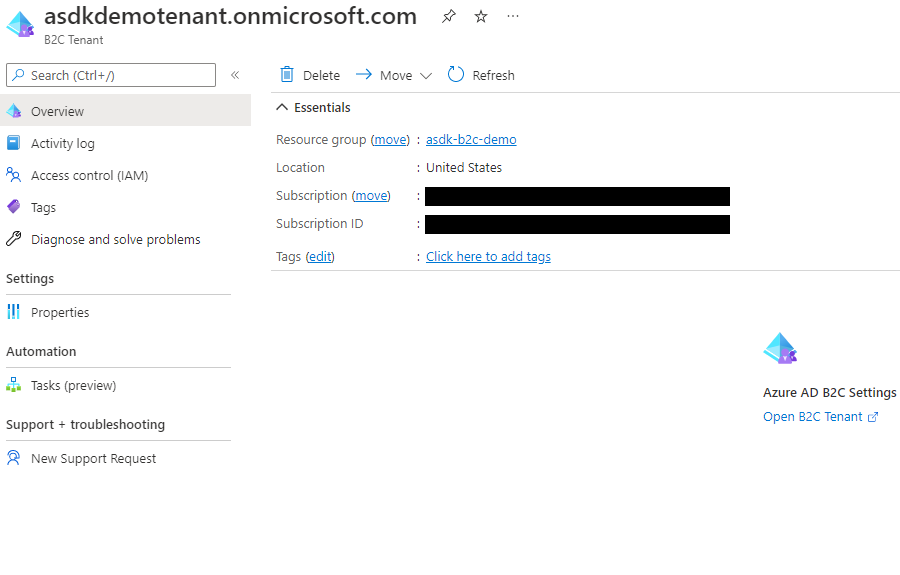 asdkdemotenant.onmicrosoft.com
B2C Tenant
Search (Ctrl+/)
Overview
Activity log
Access control (IAM)
Tags
Diagnose and solve problems
Settings
Properties
Automation
Tasks (preview)
Support + troubleshooting
New Support Request
Delete Move Refresh
Essentials
Resource group (move) : asdk-b2c-demo
Location : United States
Subscription (move) :
Subscription ID :
Tags (edit) : Click here to add tags
Azure AD B2C Settings
Open B2C Tenant